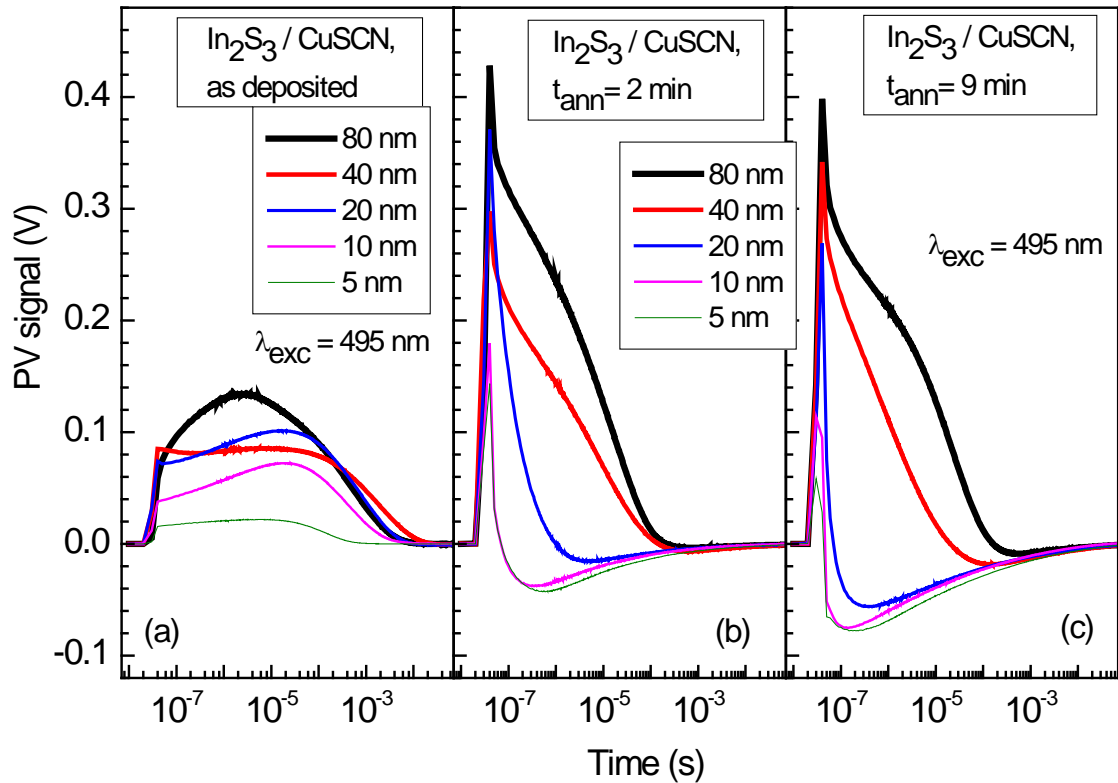 In₂S₃ / CuSCN,
as deposited
80 nm
40 nm
20 nm
10 nm
5 nm
λexc = 495 nm
(a)
In₂S₃ / CuSCN,
tann= 2 min
80 nm
40 nm
20 nm
10 nm
5 nm
(b)
In₂S₃ / CuSCN,
tann= 9 min
λexc = 495 nm
(c)
PV signal (V)
0.4
0.3
0.2
0.1
0.0
-0.1
10⁻⁷ 10⁻⁵ 10⁻³ 10⁻⁷ 10⁻⁵ 10⁻³ 10⁻⁷ 10⁻⁵ 10⁻³
Time (s)